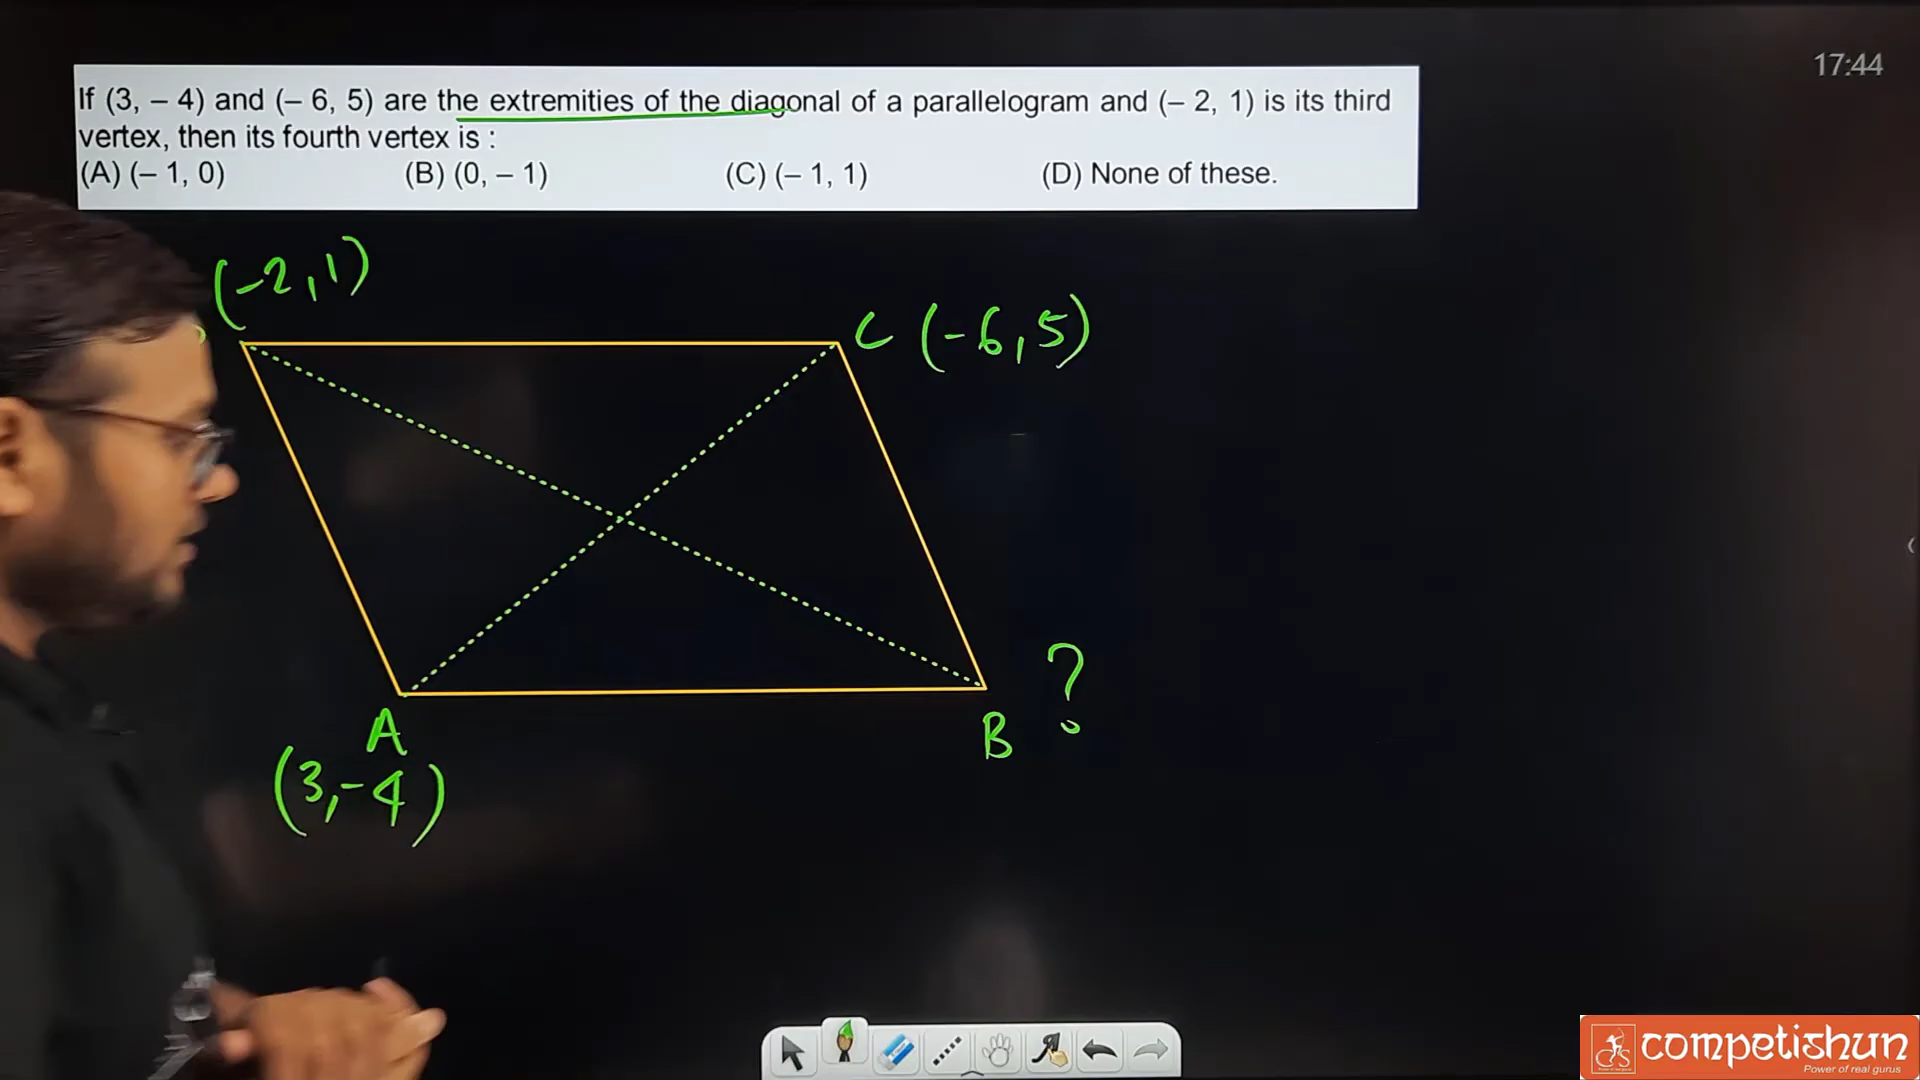 17:44
If (3, – 4) and (– 6, 5) are the extremities of the diagonal of a parallelogram and (– 2, 1) is its third
vertex, then its fourth vertex is :
(A) (– 1, 0) (B) (0, – 1) (C) (– 1, 1) (D) None of these.
(-2,1)
C (-6,5)
?
A
B
(3,-4)
competishun
Power of real gurus